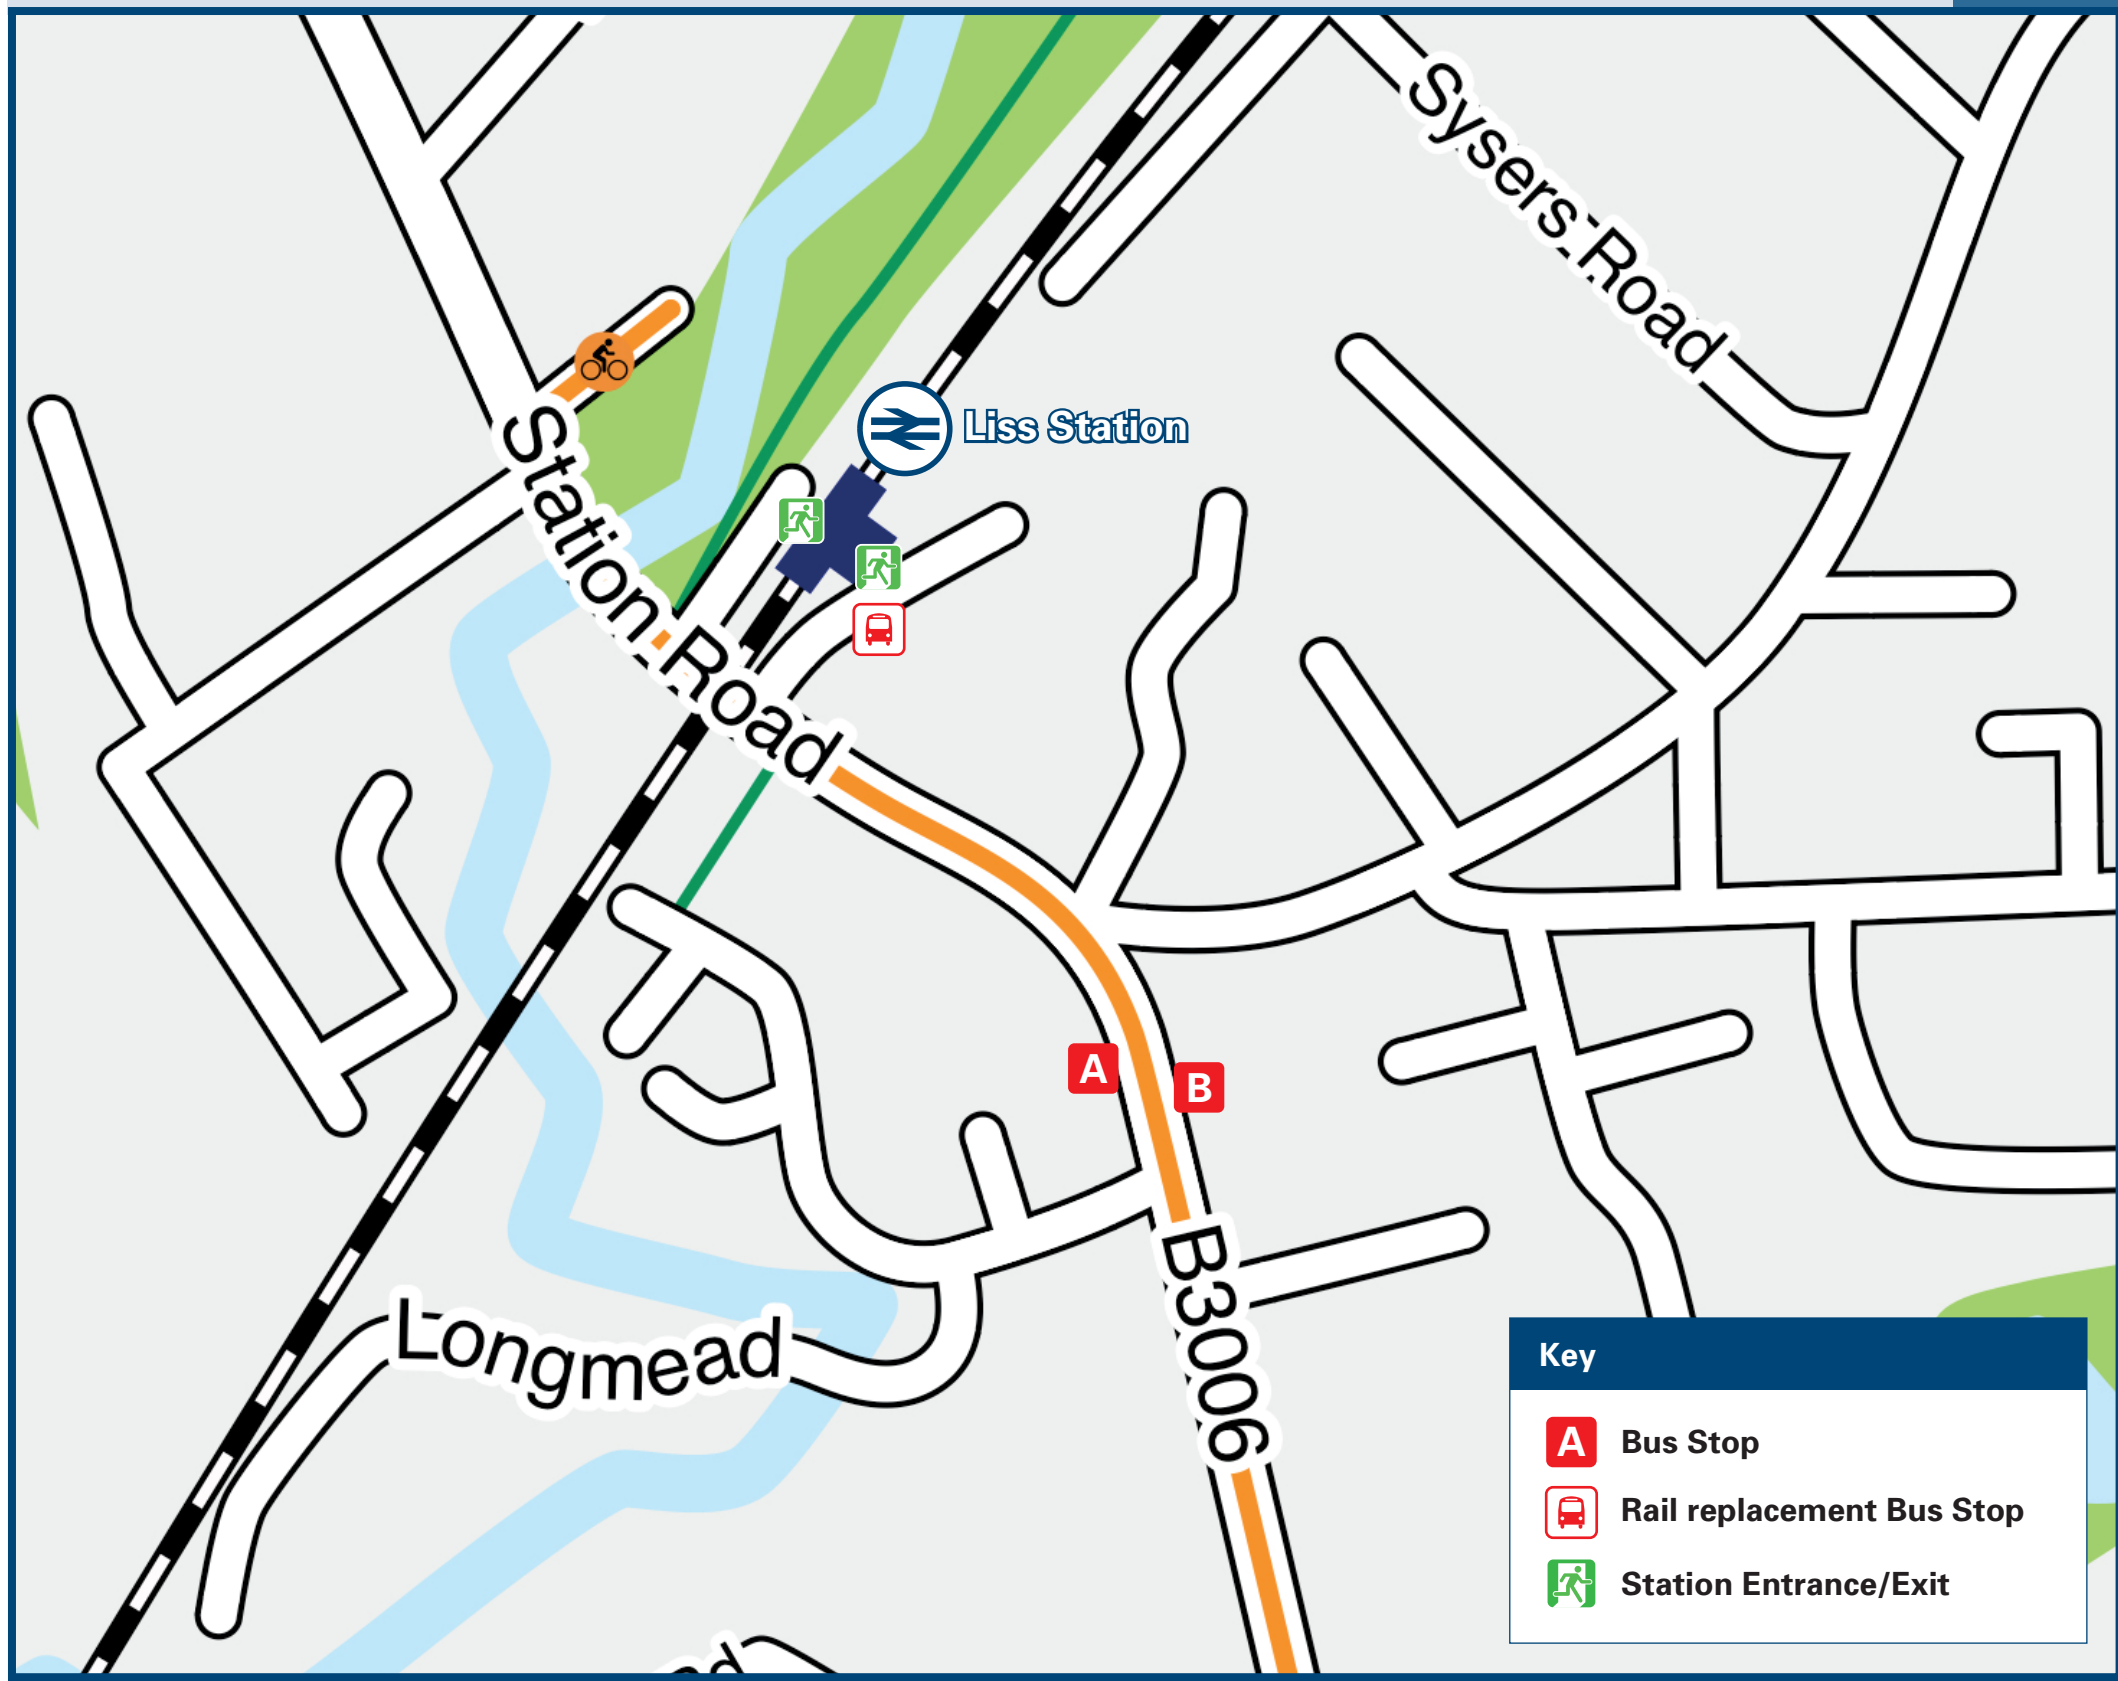 Sysers Road
Liss Station
Station Road
A
B
B3006
Longmead
Key
A Bus Stop
Rail replacement Bus Stop
Station Entrance/Exit